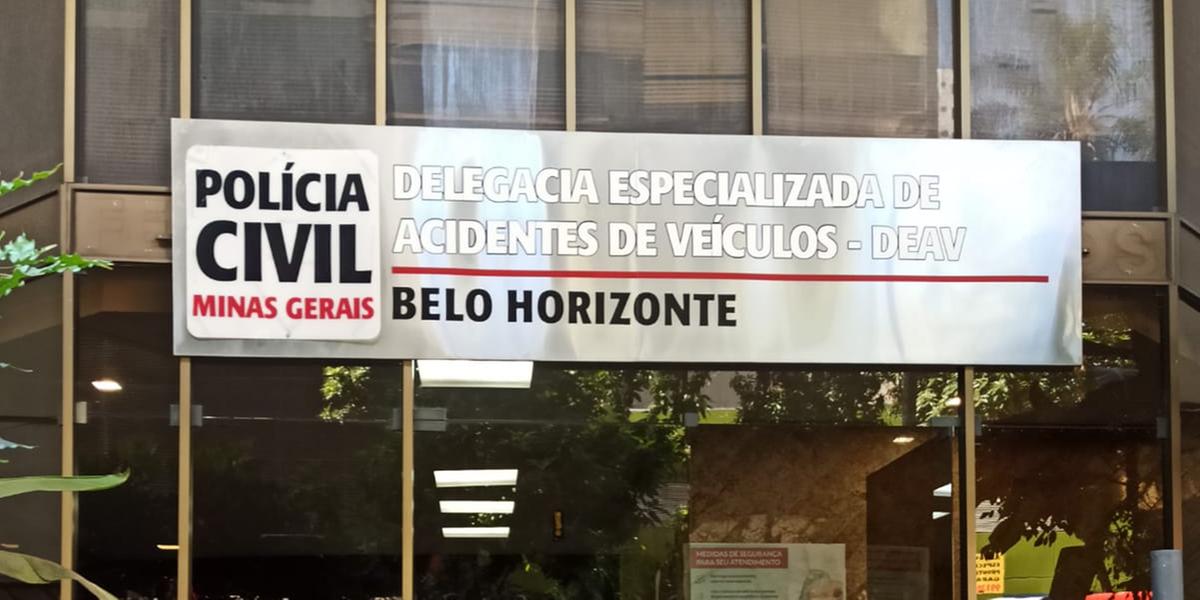 POLÍCIA
CIVIL
MINAS GERAIS
DELEGACIA ESPECIALIZADA DE
ACIDENTES DE VEÍCULOS - DEAV
BELO HORIZONTE
MEDIDAS DE SEGURANÇA
PARA SEU ATENDIMENTO